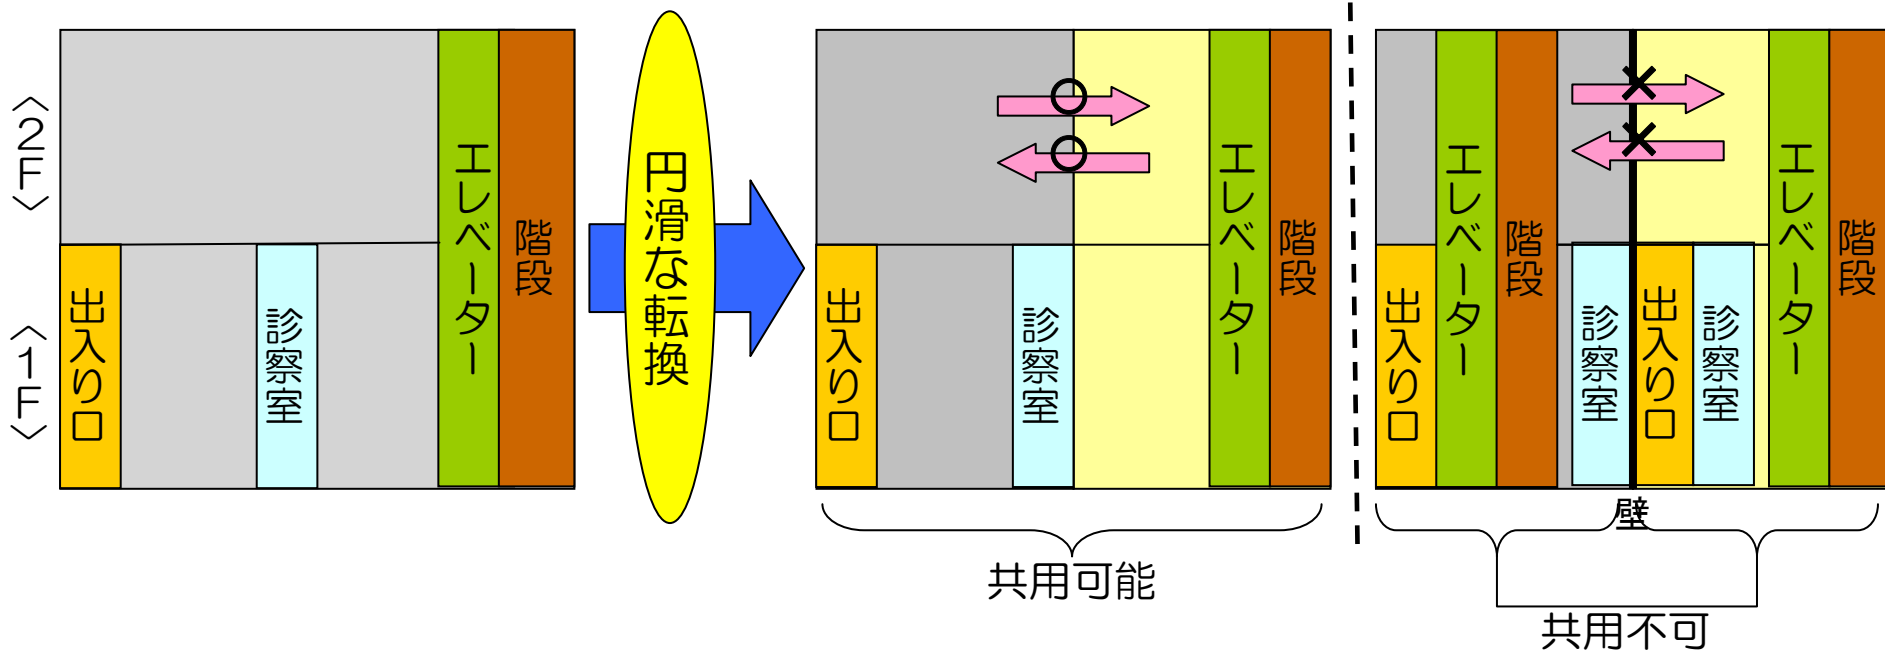 〈2F〉
〈1F〉
出入り口
診察室
エレベーター
階段
円滑な転換
出入り口
診察室
エレベーター
階段
共用可能
出入り口
エレベーター
階段
診察室
壁
出入り口
診察室
エレベーター
階段
共用不可